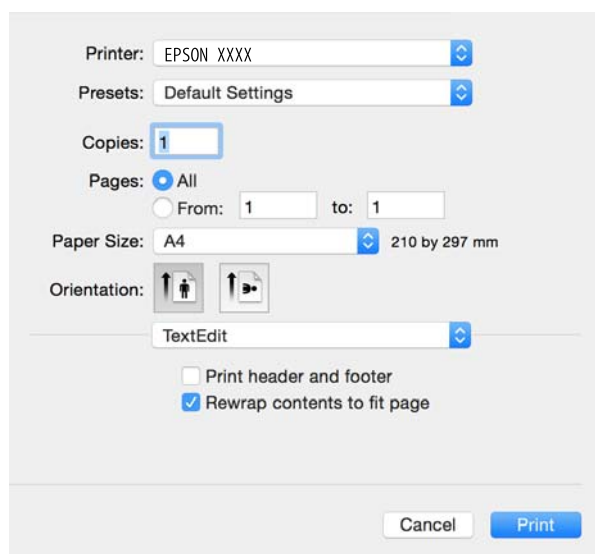 Printer: EPSON XXXX
Presets: Default Settings
Copies: 1
Pages: All
From: 1 to: 1
Paper Size: A4 210 by 297 mm
Orientation:
TextEdit
Print header and footer
Rewrap contents to fit page
Cancel Print